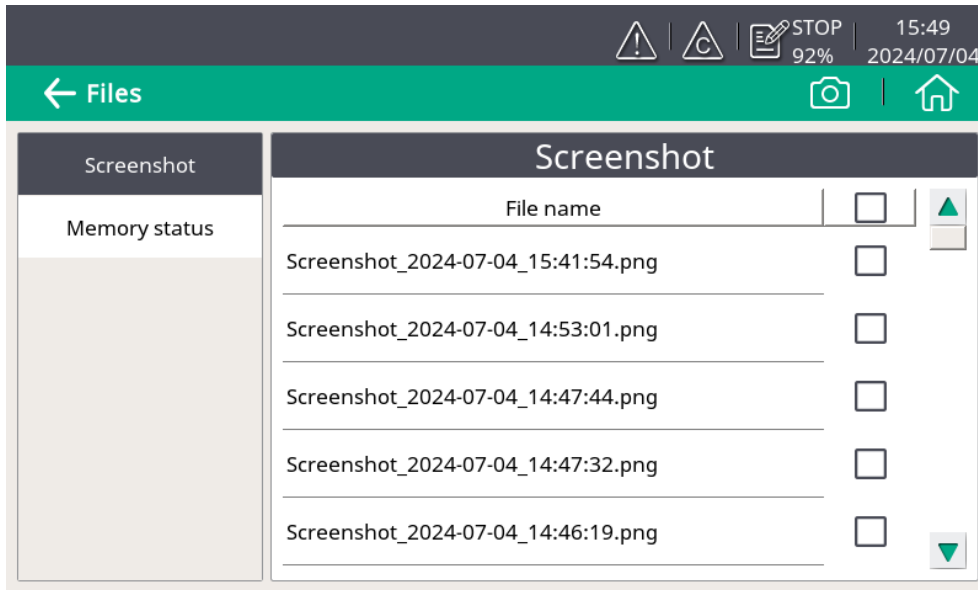 C
STOP
92%
15:49
2024/07/04
Files
Screenshot
Memory status
Screenshot
File name
Screenshot_2024-07-04_15:41:54.png
Screenshot_2024-07-04_14:53:01.png
Screenshot_2024-07-04_14:47:44.png
Screenshot_2024-07-04_14:47:32.png
Screenshot_2024-07-04_14:46:19.png